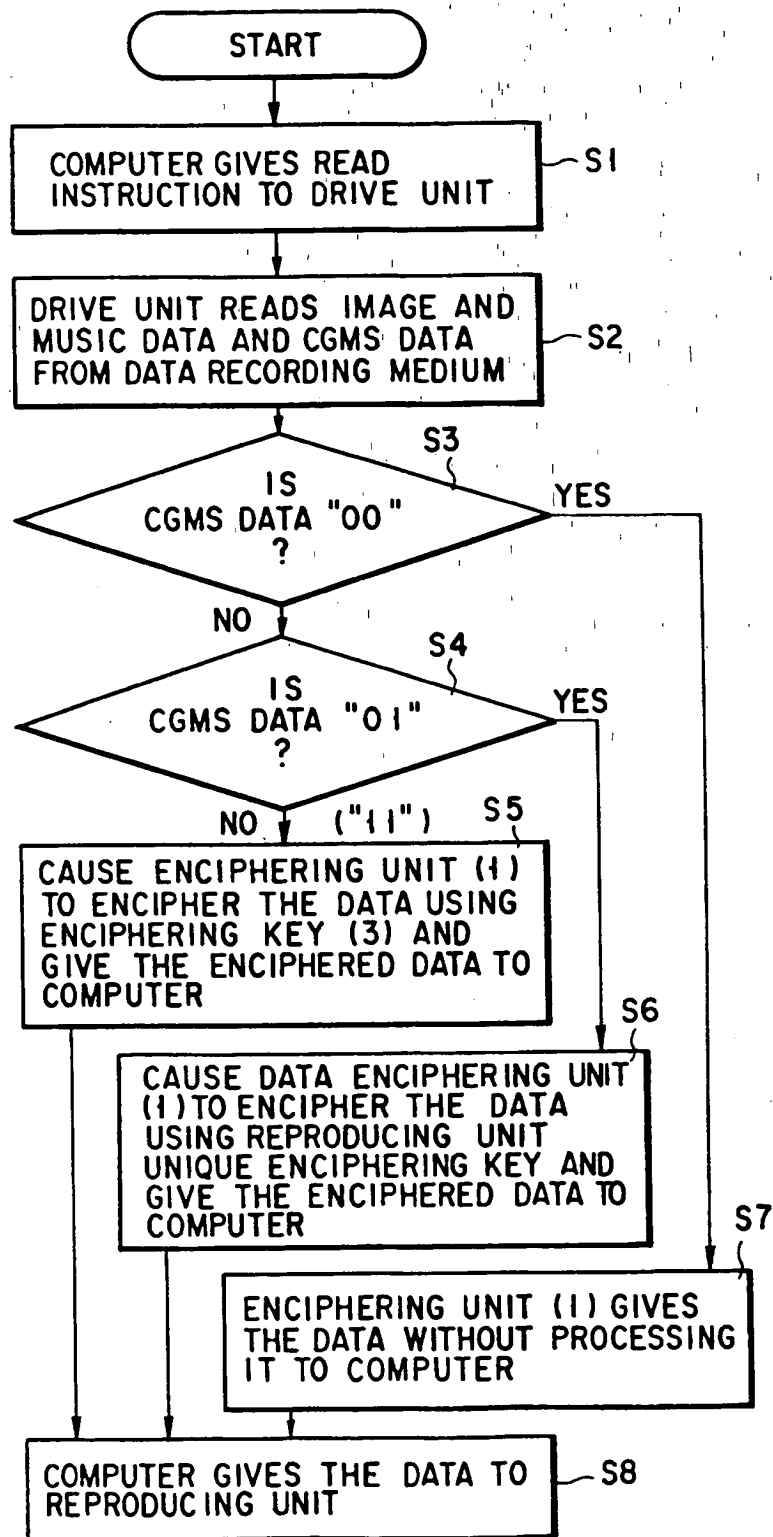 START
COMPUTER GIVES READ
INSTRUCTION TO DRIVE UNIT
S1
DRIVE UNIT READS IMAGE AND
MUSIC DATA AND CGMS DATA
FROM DATA RECORDING MEDIUM
S2
S3
IS
CGMS DATA "00"
?
YES
NO
S4
IS
CGMS DATA "01"
?
YES
NO ("11")
S5
CAUSE ENCIPHERING UNIT (1)
TO ENCIPHER THE DATA USING
ENCIPHERING KEY (3) AND
GIVE THE ENCIPHERED DATA TO
COMPUTER
S6
CAUSE DATA ENCIPHERING UNIT
(1) TO ENCIPHER THE DATA
USING REPRODUCING UNIT
UNIQUE ENCIPHERING KEY AND
GIVE THE ENCIPHERED DATA TO
COMPUTER
S7
ENCIPHERING UNIT (1) GIVES
THE DATA WITHOUT PROCESSING
IT TO COMPUTER
COMPUTER GIVES THE DATA TO
REPRODUCING UNIT
S8